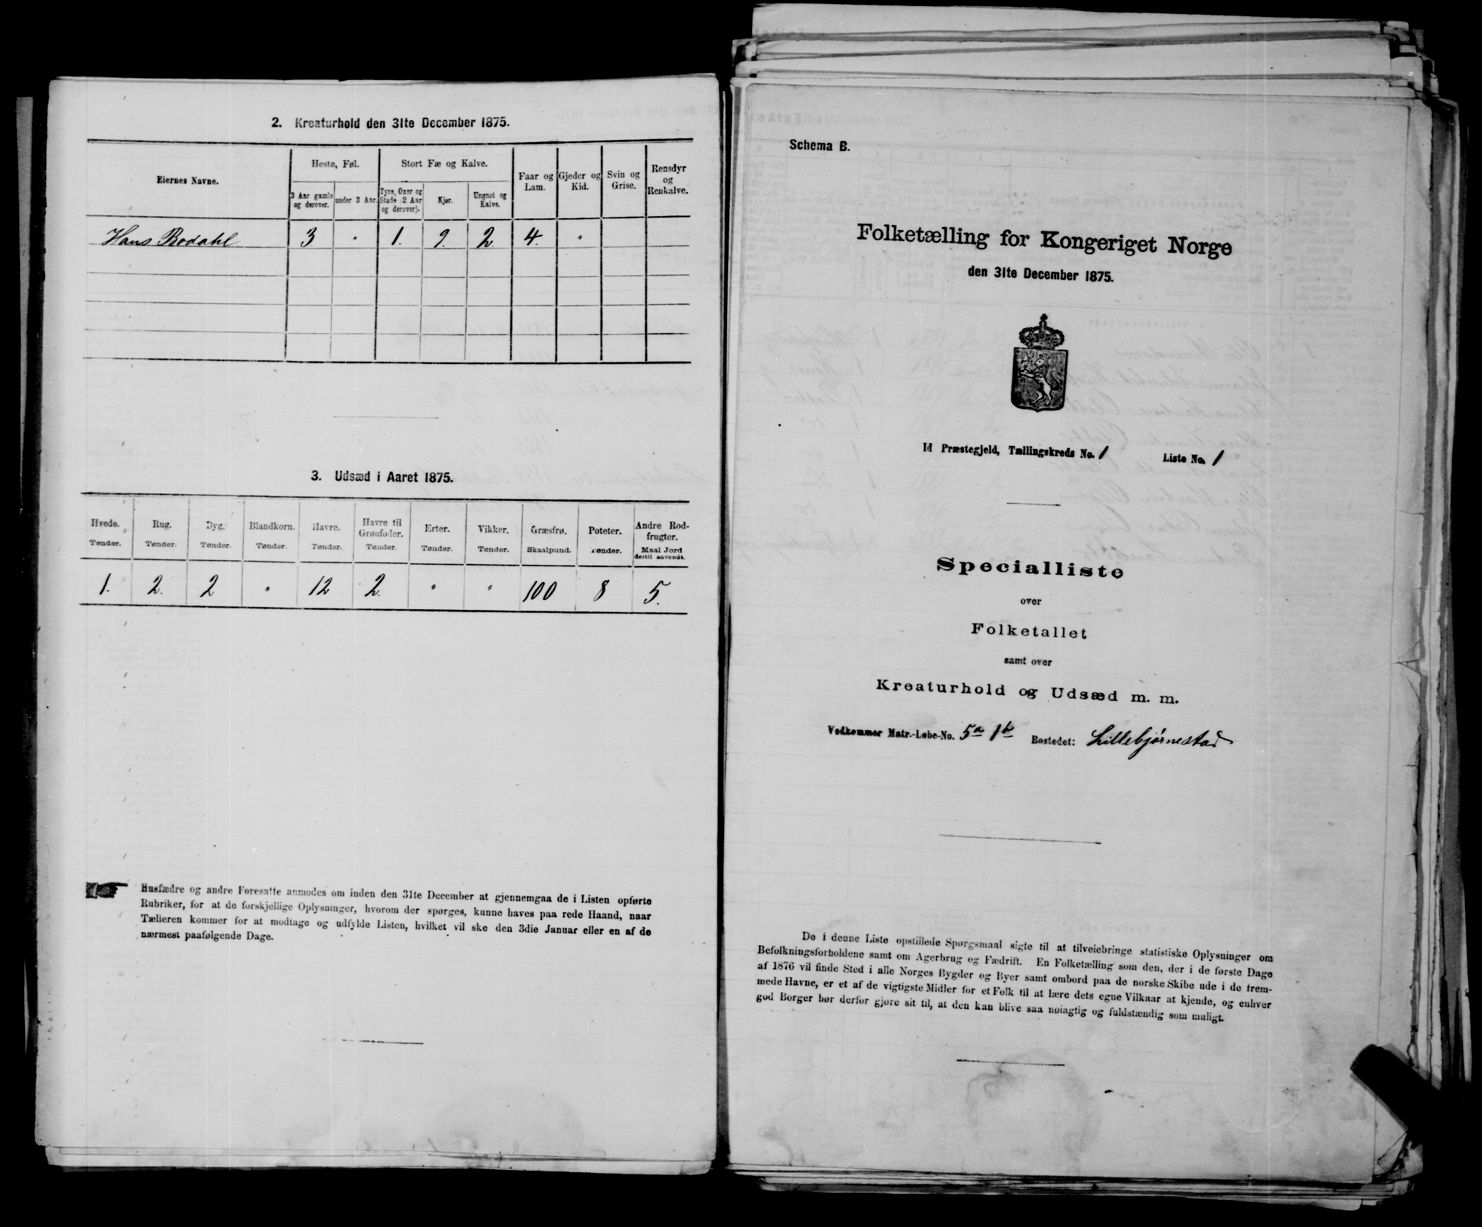 2. Kreaturhold den 31te December 1875.
Eiernes Navne.
Heste, Føl.
Stort Fæ og Kalve.
Faar og Lam.
Gjeder og Kid.
Svin og Grise.
Rensdyr og Renkalve.
3 Aar gamle og derover.
under 3 Aar.
Tyre, Oxer og Stude (2 Aar og derover).
Kjør.
Ungnøt og Kalve.
Hans Brodahl 3 " 1. 9. 2 4. "
3. Udsæd i Aaret 1875.
Hvede. Rug. Byg. Blandkorn. Havre. Havre til Grønfoder. Erter. Vikker. Græsfrø. Poteter. Andre Rodfrugter.
Tønder. Tønder. Tønder. Tønder. Tønder. Tønder. Tønder. Tønder. Skaalpund. Tønder. Maal Jord dertil anvendt.
1. 2. 2 " 12 2. " " 100 8 5.
Husfædre og andre Foresatte anmodes om inden den 31te December at gjennemgaa de i Listen opførte
Rubriker, for at de forskjellige Oplysninger, hvorom der spørges, kunne haves paa rede Haand, naar
Tælleren kommer for at modtage og udfylde Listen, hvilket vil ske den 3die Januar eller en af de
nærmest paafølgende Dage.
Schema B.
Folketælling for Kongeriget Norge
den 31te December 1875.
Id Præstegjeld, Tællingskreds No. 1 Liste No. 1
Specialliste
over
Folketallet
samt over
Kreaturhold og Udsæd m. m.
Vedkommer Matr.-Løbe-No. 5a 1b Bostedet: Lillebjørnestad
De i denne Liste opstillede Spørgsmaal sigte til at tilveiebringe statistiske Oplysninger om
Befolkningsforholdene samt om Agerbrug og Fædrift. En Folketælling som den, der i de første Dage
af 1876 vil finde Sted i alle Norges Bygder og Byer samt ombord paa de norske Skibe ude i de frem-
mede Havne, er et af de vigtigste Midler for et Folk til at lære dets egne Vilkaar at kjende, og enhver
god Borger bør derfor gjøre sit til, at den kan blive saa nøiagtig og fuldstændig som muligt.